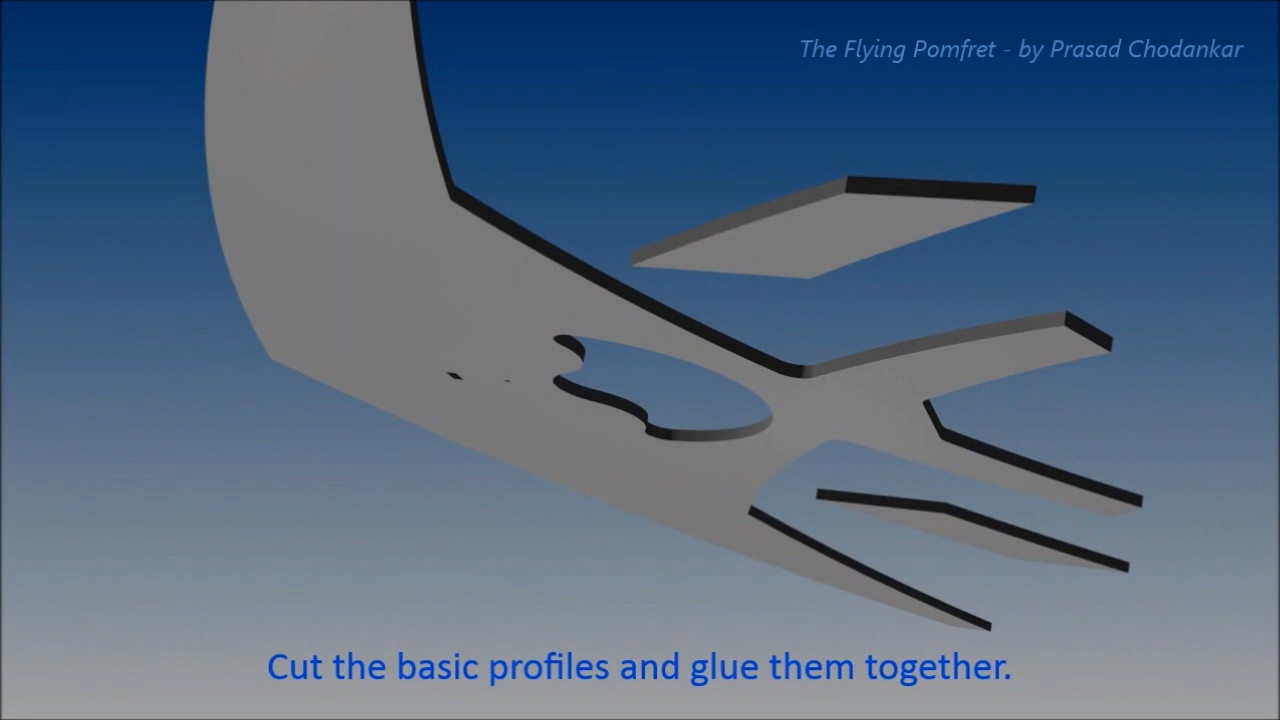 The Flying Pomfret - by Prasad Chodankar
Cut the basic profiles and glue them together.